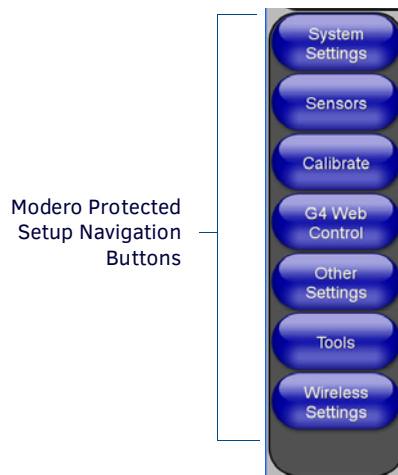 Modero Protected
Setup Navigation
Buttons
System
Settings
Sensors
Calibrate
G4 Web
Control
Other
Settings
Tools
Wireless
Settings